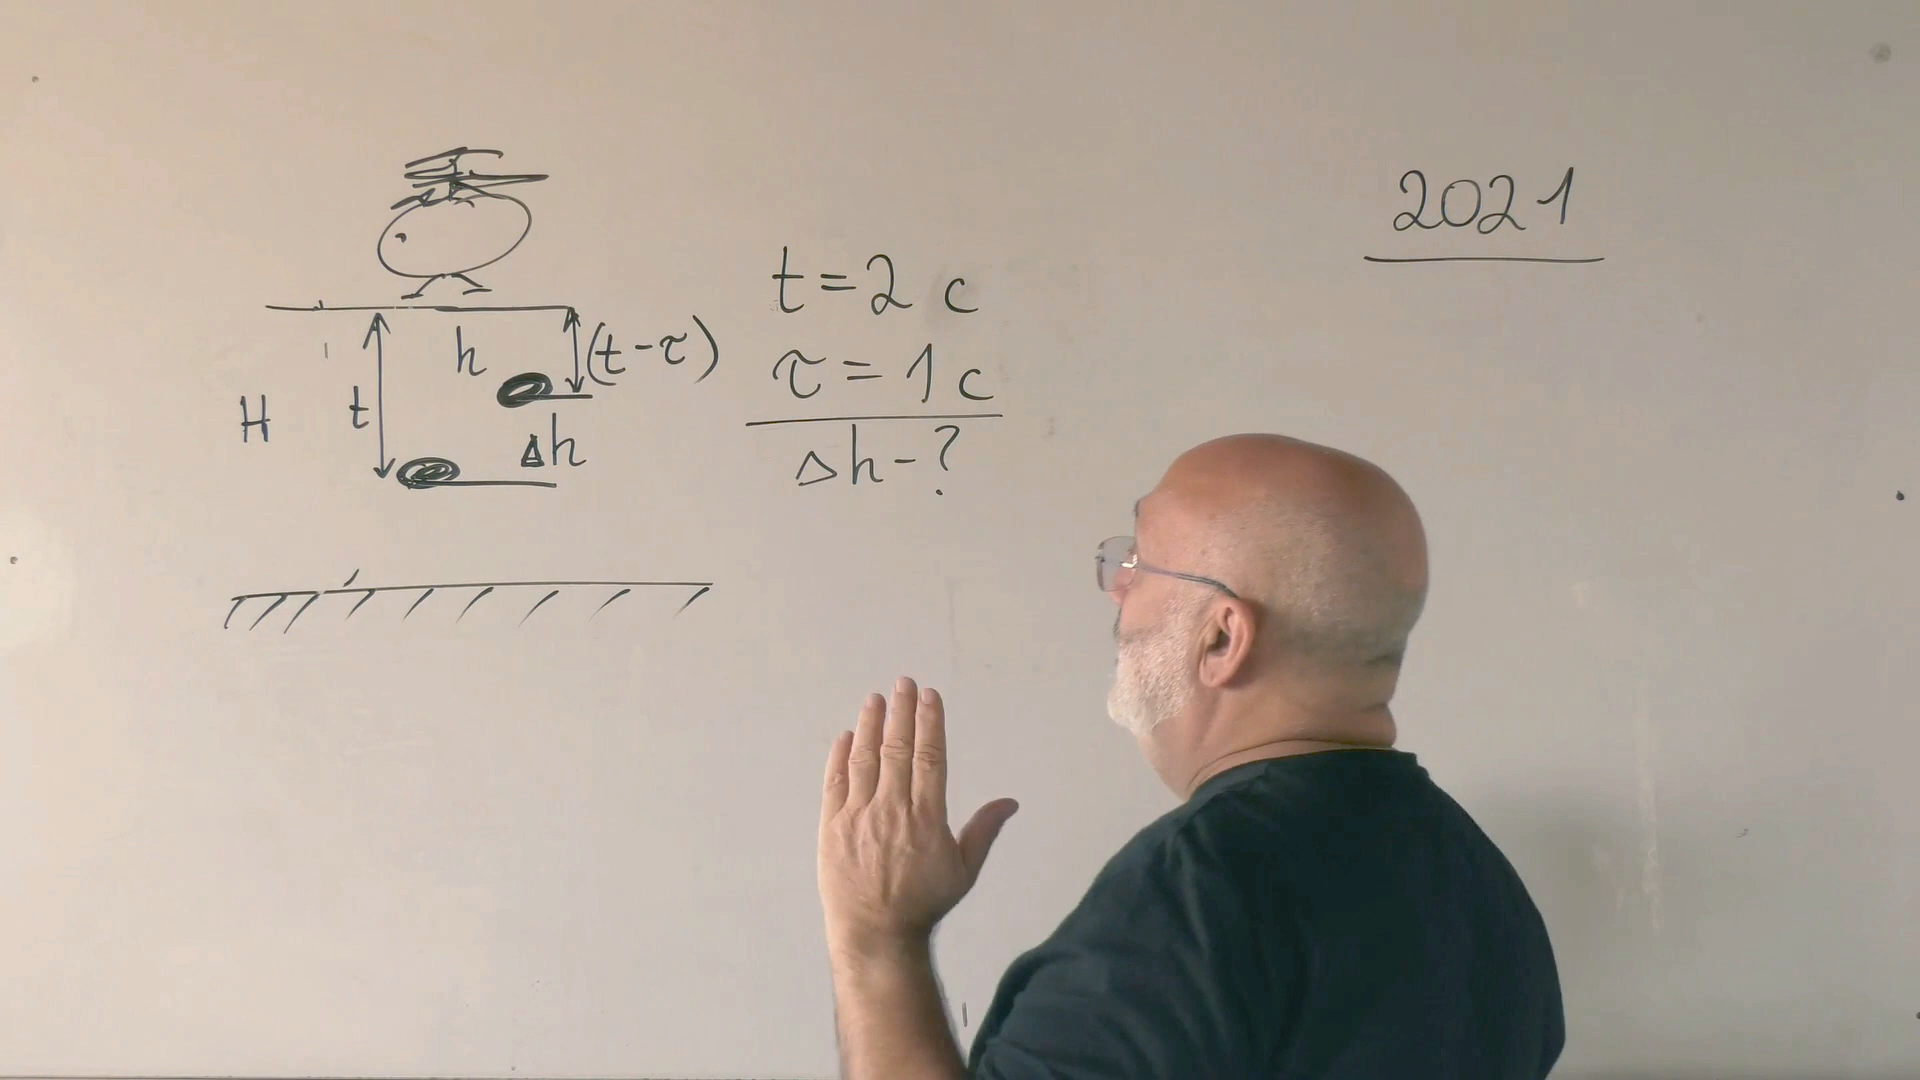 2021
t = 2 c
τ = 1 c
Δh - ?
h
(t - τ)
H
t
Δh